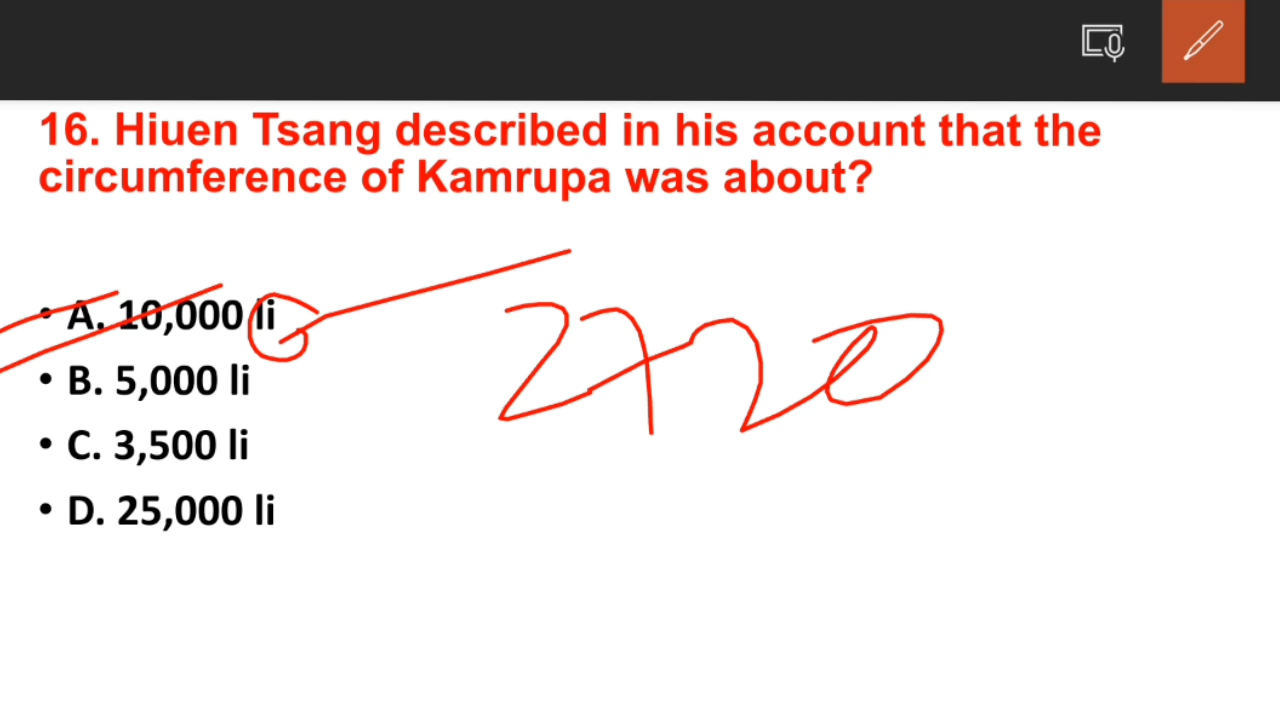 16. Hiuen Tsang described in his account that the
circumference of Kamrupa was about?
• A. 10,000 li
2720
• B. 5,000 li
• C. 3,500 li
• D. 25,000 li